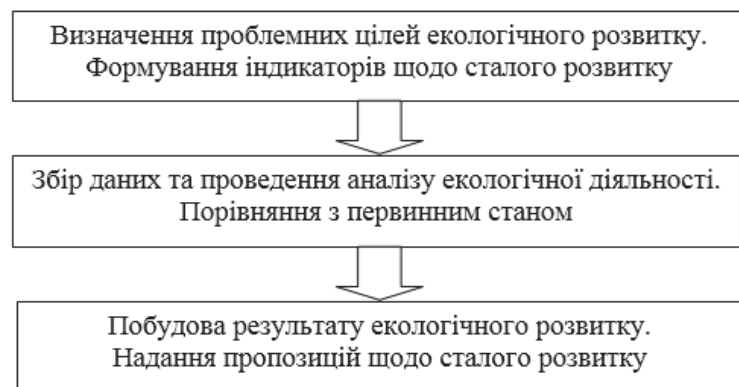 Визначення проблемних цілей екологічного розвитку.
Формування індикаторів щодо сталого розвитку
Збір даних та проведення аналізу екологічної діяльності.
Порівняння з первинним станом
Побудова результату екологічного розвитку.
Надання пропозицій щодо сталого розвитку